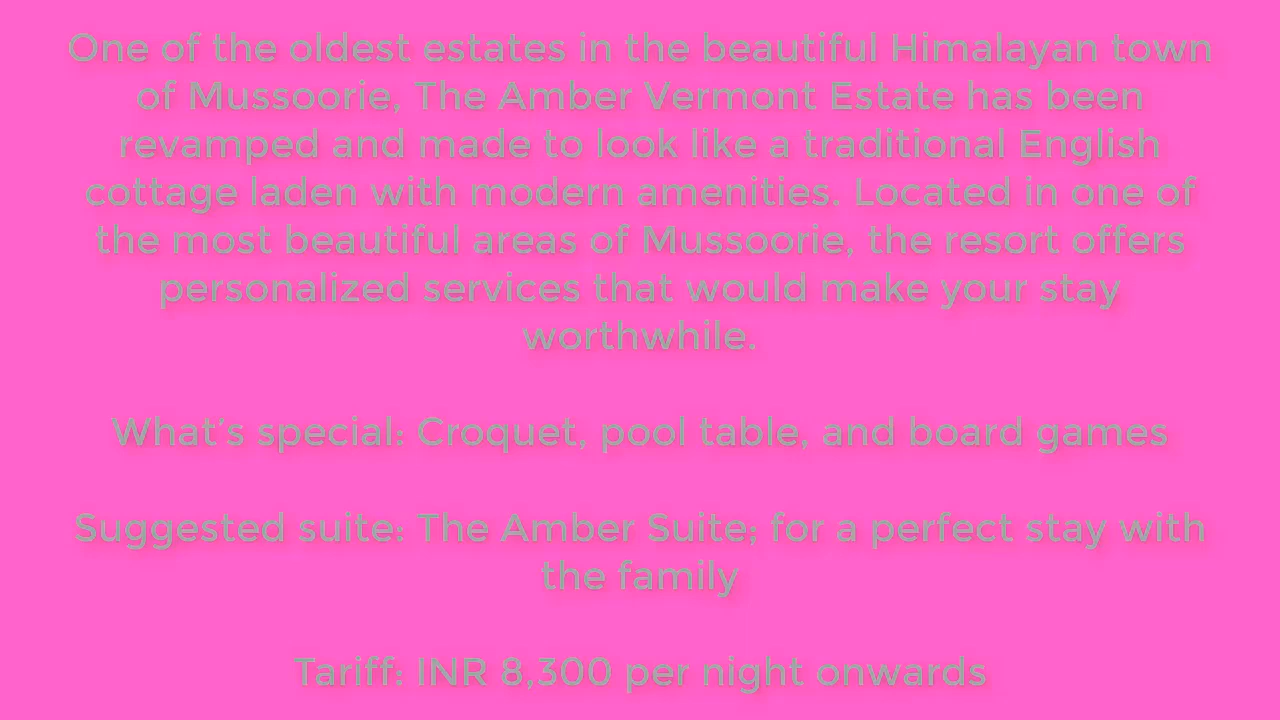 One of the oldest estates in the beautiful Himalayan town
of Mussoorie, The Amber Vermont Estate has been
revamped and made to look like a traditional English
cottage laden with modern amenities. Located in one of
the most beautiful areas of Mussoorie, the resort offers
personalized services that would make your stay
worthwhile.
What's special: Croquet, pool table, and board games
Suggested suite: The Amber Suite; for a perfect stay with
the family
Tariff: INR 8,300 per night onwards